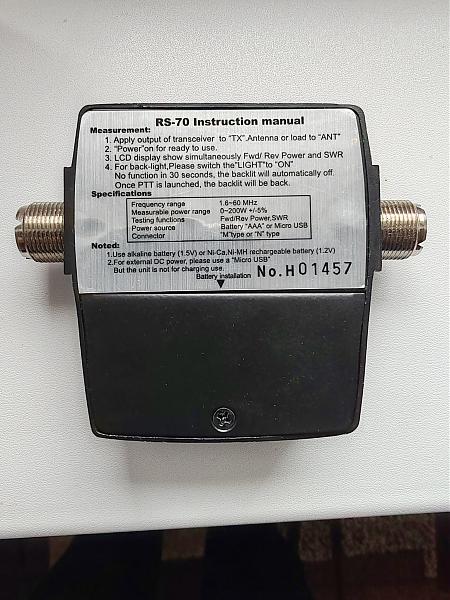 RS-70 Instruction manual
Measurement:
1. Apply output of transceiver to "TX".Antenna or load to "ANT"
2. "Power"on for ready to use.
3. LCD display show simultaneously Fwd/ Rev Power and SWR
4. For back-light,Please switch the"LIGHT"to "ON"
No function in 30 seconds, the backlit will automatically off.
Once PTT is launched, the backlit will be back.
Specifications
Frequency range 1.6~60 MHz
Measurable power range 0~200W +/-5%
Testing functions Fwd/Rev Power,SWR
Power source Battery "AAA" or Micro USB
Connector "M"type or "N" type
Noted:
1.Use alkaline battery (1.5V) or Ni-Ca,Ni-MH rechargeable battery (1.2V)
2.For external DC power, please use a "Micro USB"
But the unit is not for charging use.
Battery installation
No.H01457